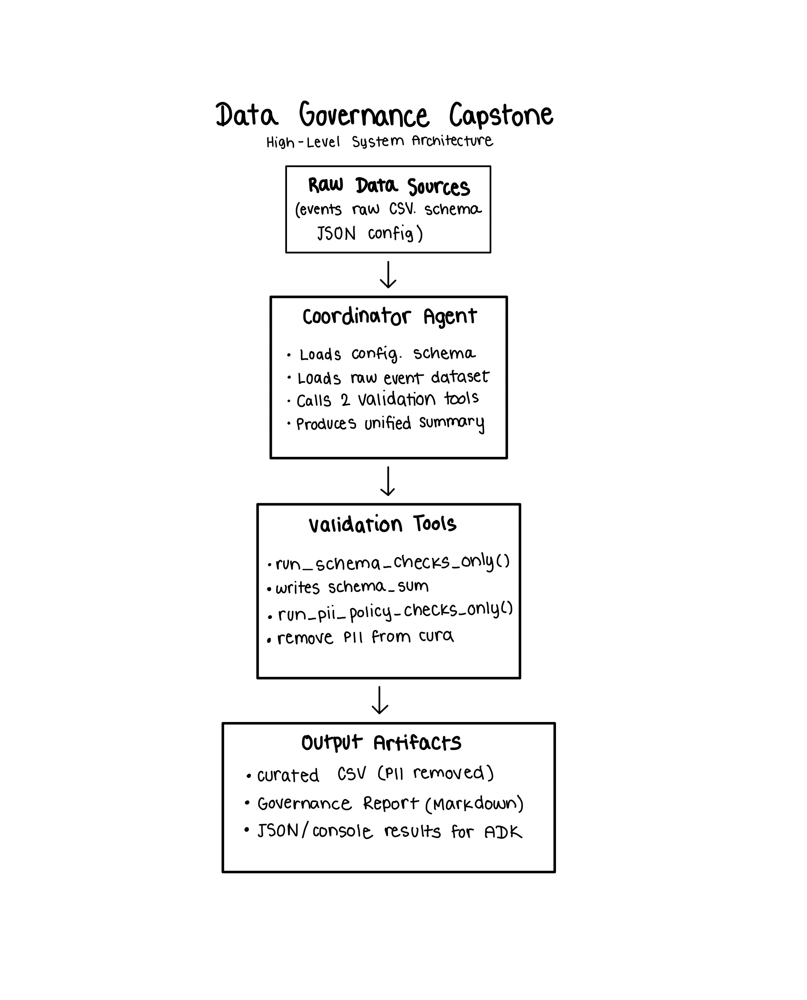 Data Governance Capstone
High-Level System Architecture
Raw Data Sources
(events raw CSV. schema
JSON config)
Coordinator Agent
• Loads config. schema
• Loads raw event dataset
• Calls 2 validation tools
• Produces unified summary
Validation Tools
• run_schema_checks_only()
• writes schema_sum
• run_pii_policy_checks_only()
• remove PII from cura
Output Artifacts
• curated CSV (PII removed)
• Governance Report (Markdown)
• JSON/console results for ADK